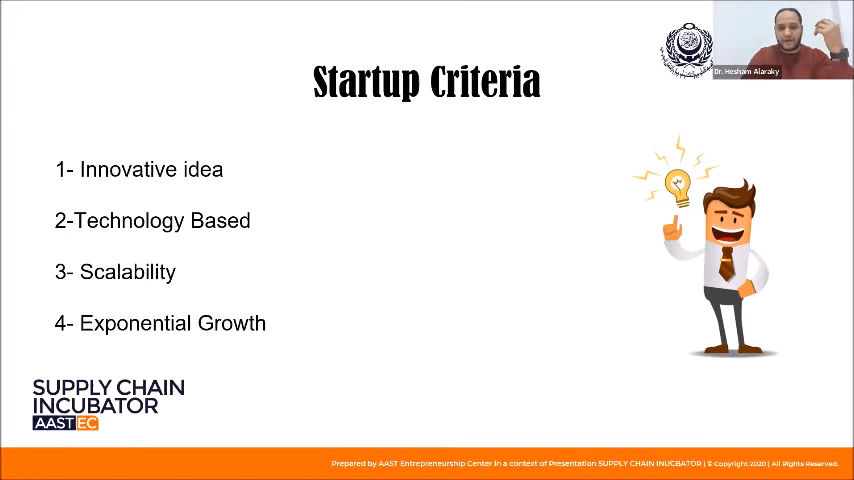 Dr. Hesham Alaraky
Startup Criteria
1- Innovative idea
2-Technology Based
3- Scalability
4- Exponential Growth
SUPPLY CHAIN
INCUBATOR
AAST EC
Prepared by AAST Entrepreneurship Center in a context of Presentation SUPPLY CHAIN INUCBATOR | © Copyright 2020 | All Rights Reserved.